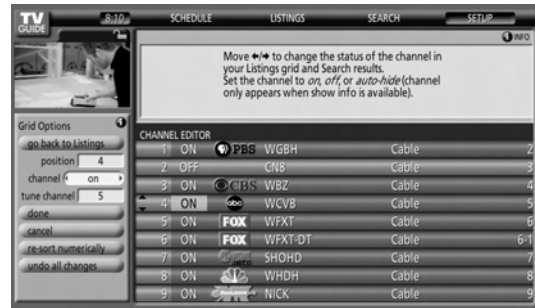 TV GUIDE 8:10 SCHEDULE LISTINGS SEARCH SETUP
INFO
Move ←/→ to change the status of the channel in
your Listings grid and Search results.
Set the channel to on, off, or auto-hide (channel
only appears when show info is available).
Grid Options
go back to Listings
position 4
channel on
tune channel 5
done
cancel
re-sort numerically
undo all changes
CHANNEL EDITOR
1 ON PBS WGBH Cable 2
2 OFF CN8 Cable 3
3 ON CBS WBZ Cable 4
4 ON abc WCVB Cable 5
5 ON FOX WFXT Cable 6
6 ON FOX WFXT-DT Cable 6-1
7 ON SHOHD Cable 7
8 ON WHDH Cable 8
9 ON NICK Cable 9